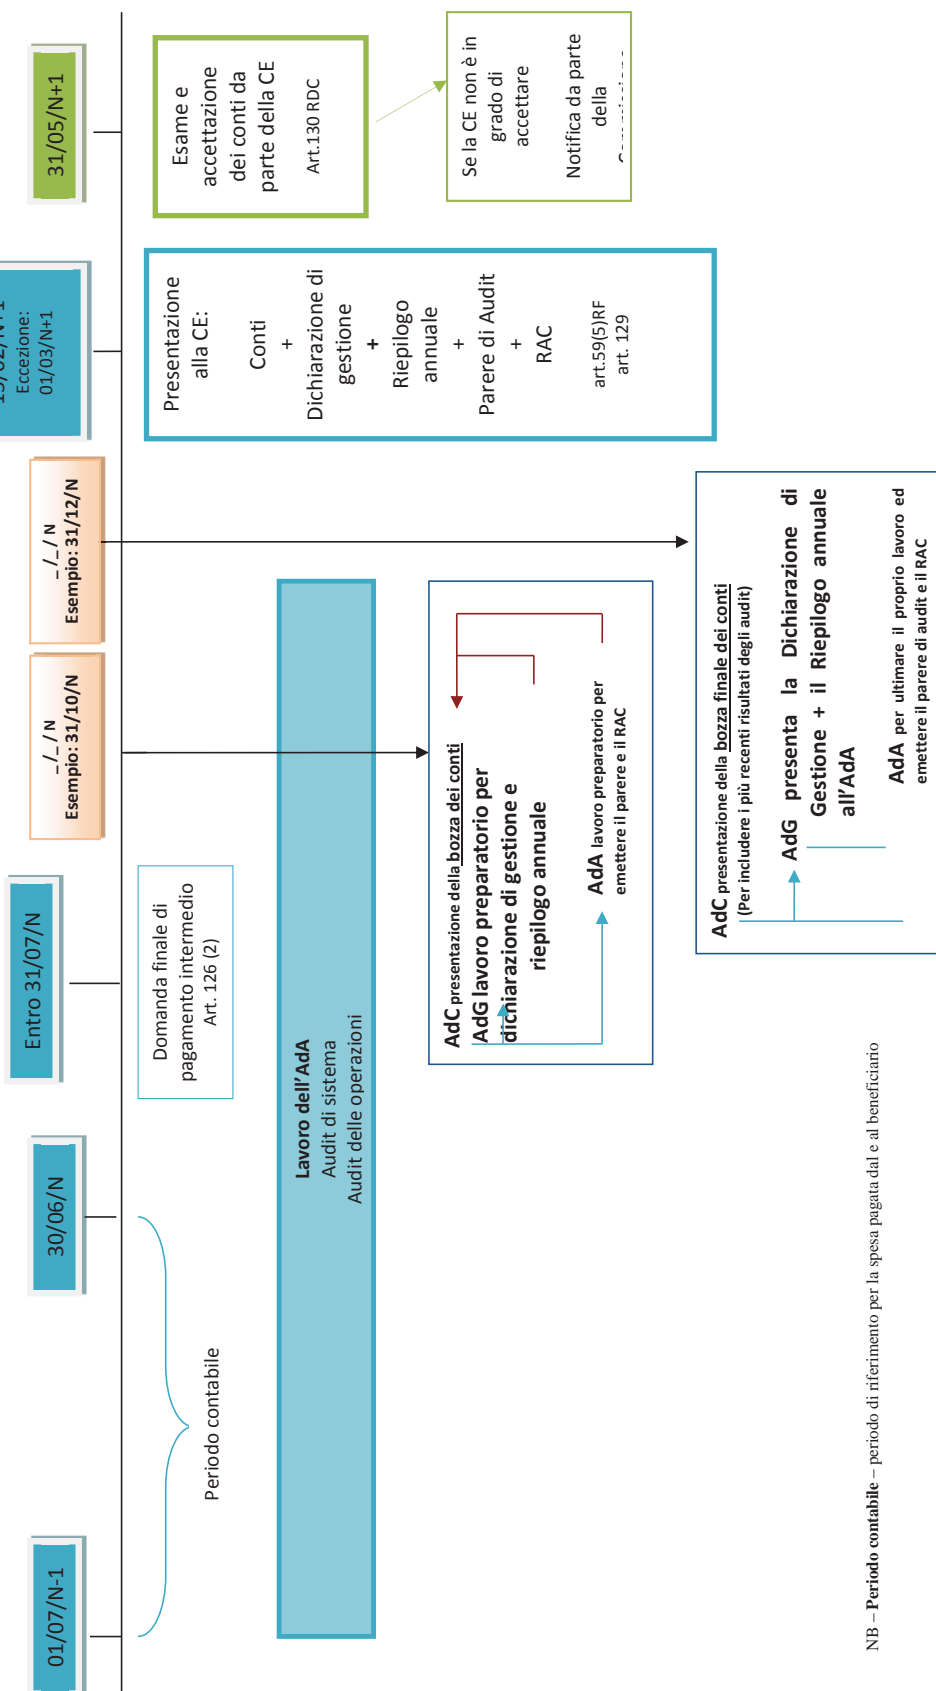 01/07/N-1
30/06/N
Entro 31/07/N
_/_/ N
Esempio: 31/10/N
_/_/ N
Esempio: 31/12/N
Eccezione:
01/03/N+1
31/05/N+1
Periodo contabile
Domanda finale di
pagamento intermedio
Art. 126 (2)
Lavoro dell'AdA
Audit di sistema
Audit delle operazioni
AdC presentazione della bozza dei conti
AdG lavoro preparatorio per
dichiarazione di gestione e
riepilogo annuale
AdA lavoro preparatorio per
emettere il parere e il RAC
AdC presentazione della bozza finale dei conti
(Per includere i più recenti risultati degli audit)
AdG presenta la Dichiarazione di
Gestione + il Riepilogo annuale
all'AdA
AdA per ultimare il proprio lavoro ed
emettere il parere di audit e il RAC
Presentazione
alla CE:
Conti
+
Dichiarazione di
gestione
+
Riepilogo
annuale
+
Parere di Audit
+
RAC
art.59(5)RF
art. 129
Esame e
accettazione
dei conti da
parte della CE
Art.130 RDC
Se la CE non è in
grado di
accettare
Notifica da parte
della
NB – Periodo contabile – periodo di riferimento per la spesa pagata dal e al beneficiario